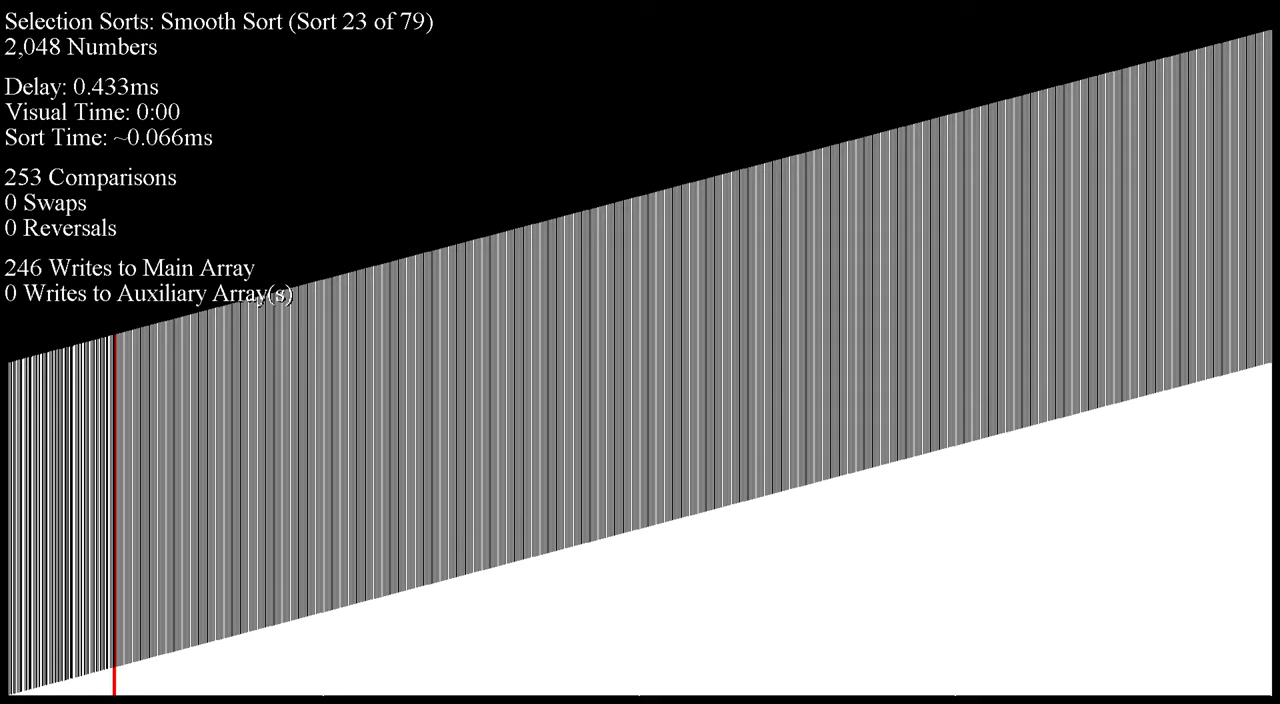 Selection Sorts: Smooth Sort (Sort 23 of 79)
2,048 Numbers
Delay: 0.433ms
Visual Time: 0:00
Sort Time: ~0.066ms
253 Comparisons
0 Swaps
0 Reversals
246 Writes to Main Array
0 Writes to Auxiliary Array(s)